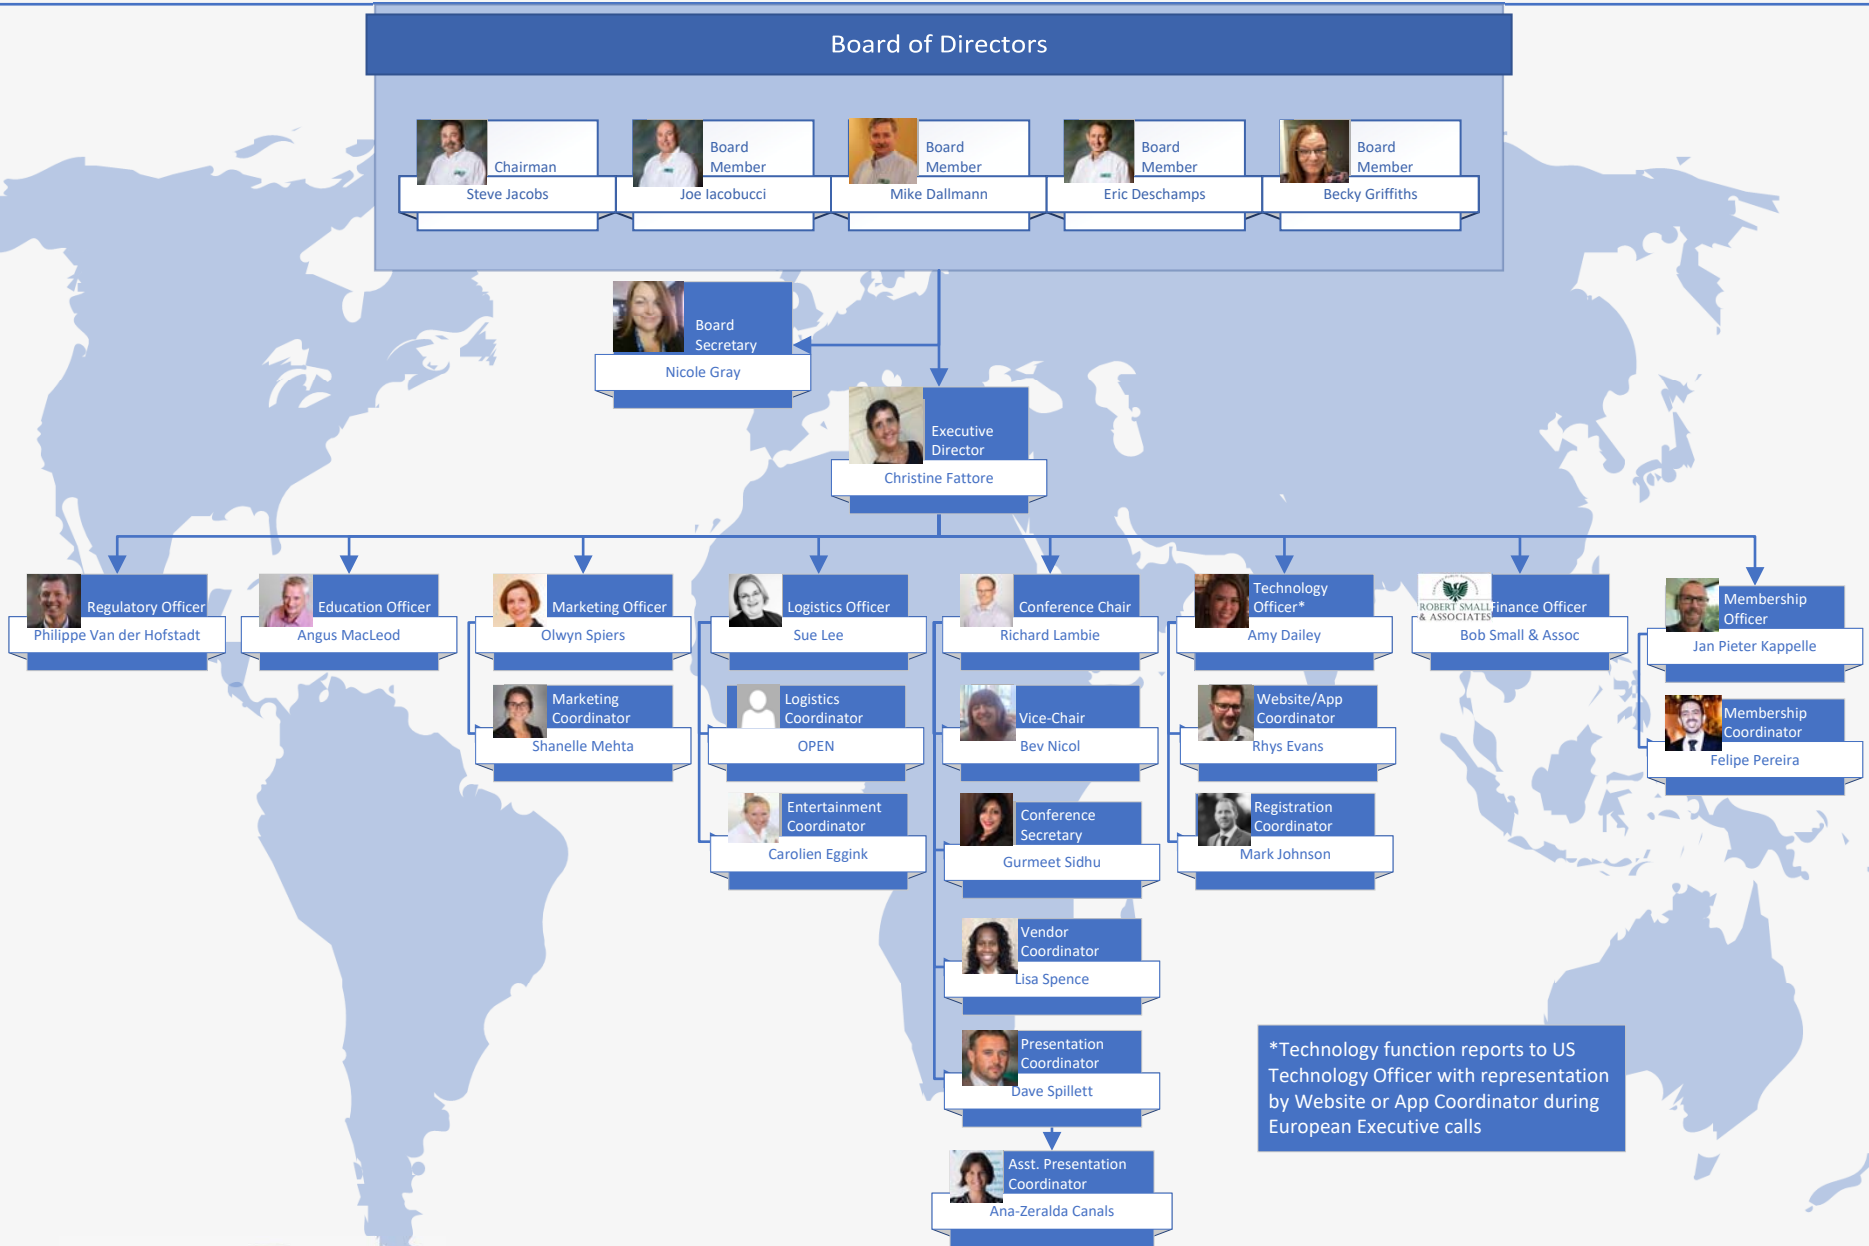 Board of Directors
Chairman
Steve Jacobs
Board
Member
Joe Iacobucci
Board
Member
Mike Dallmann
Board
Member
Eric Deschamps
Board
Member
Becky Griffiths
Board
Secretary
Nicole Gray
Executive
Director
Christine Fattore
Regulatory Officer
Philippe Van der Hofstadt
Education Officer
Angus MacLeod
Marketing Officer
Olwyn Spiers
Logistics Officer
Sue Lee
Conference Chair
Richard Lambie
Technology
Officer*
Amy Dailey
ROBERT SMALL
& ASSOCIATES
Finance Officer
Bob Small & Assoc
Membership
Officer
Jan Pieter Kappelle
Marketing
Coordinator
Shanelle Mehta
Logistics
Coordinator
OPEN
Vice-Chair
Bev Nicol
Website/App
Coordinator
Rhys Evans
Membership
Coordinator
Felipe Pereira
Entertainment
Coordinator
Carolien Eggink
Conference
Secretary
Gurmeet Sidhu
Registration
Coordinator
Mark Johnson
Vendor
Coordinator
Lisa Spence
Presentation
Coordinator
Dave Spillett
Asst. Presentation
Coordinator
Ana-Zeralda Canals
*Technology function reports to US
Technology Officer with representation
by Website or App Coordinator during
European Executive calls